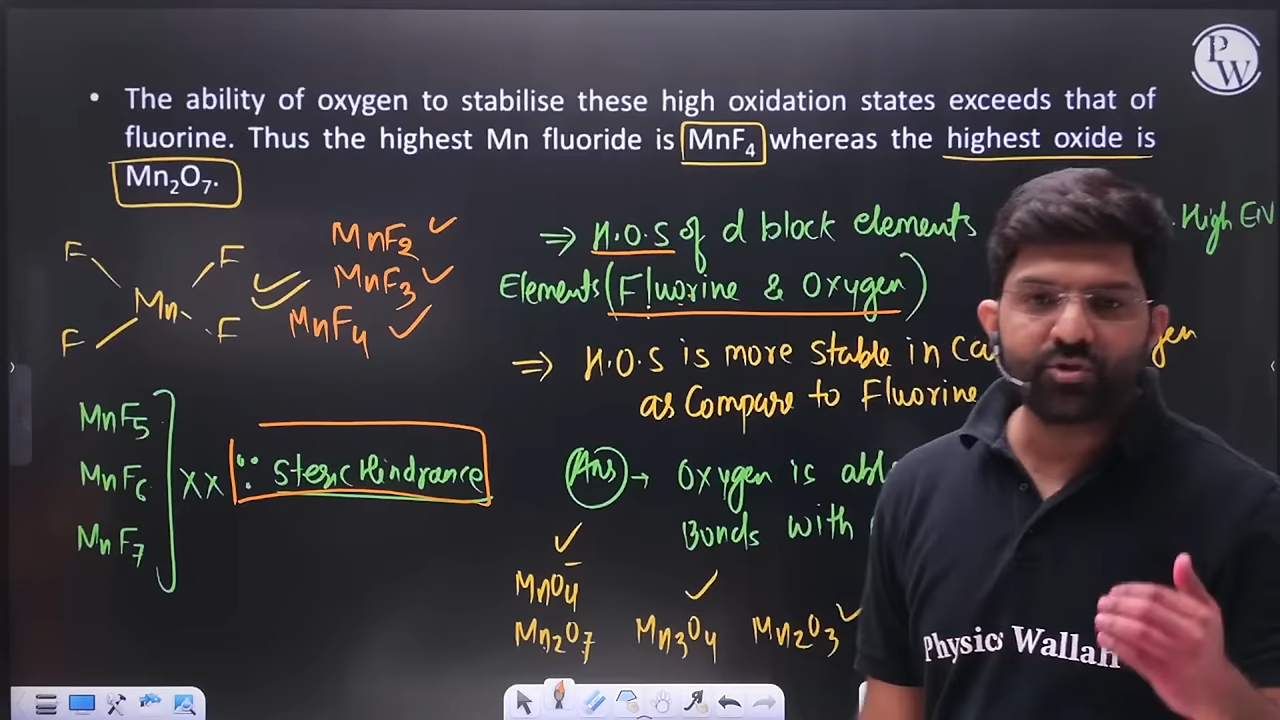 PW
• The ability of oxygen to stabilise these high oxidation states exceeds that of
fluorine. Thus the highest Mn fluoride is MnF₄ whereas the highest oxide is
Mn₂O₇.
F F
Mn
F F
MnF₂ ✓
MnF₃ ✓
MnF₄ ✓
MnF₅
MnF₆
MnF₇
XX ∵ Steric Hindrance
⇒ H.O.S of d block elements
High EN
Elements (Fluorine & Oxygen)
⇒ H.O.S is more stable in
as Compare to Fluorine
Ans → Oxygen is
Bonds with
MnO₄⁻
Mn₂O₇ Mn₃O₄ Mn₂O₃
Physics Wallah